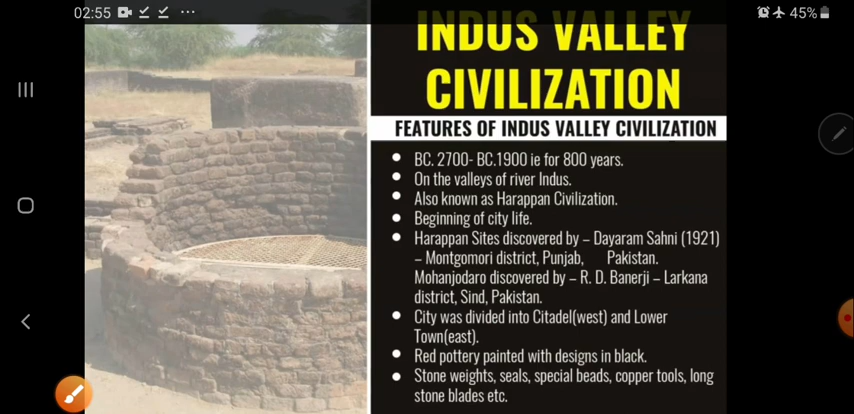 02:55
45%
INDUS VALLEY
CIVILIZATION
FEATURES OF INDUS VALLEY CIVILIZATION
BC. 2700- BC.1900 ie for 800 years.
On the valleys of river Indus.
Also known as Harappan Civilization.
Beginning of city life.
Harappan Sites discovered by – Dayaram Sahni (1921)
– Montgomori district, Punjab, Pakistan.
Mohanjodaro discovered by – R. D. Banerji – Larkana
district, Sind, Pakistan.
City was divided into Citadel(west) and Lower
Town(east).
Red pottery painted with designs in black.
Stone weights, seals, special beads, copper tools, long
stone blades etc.